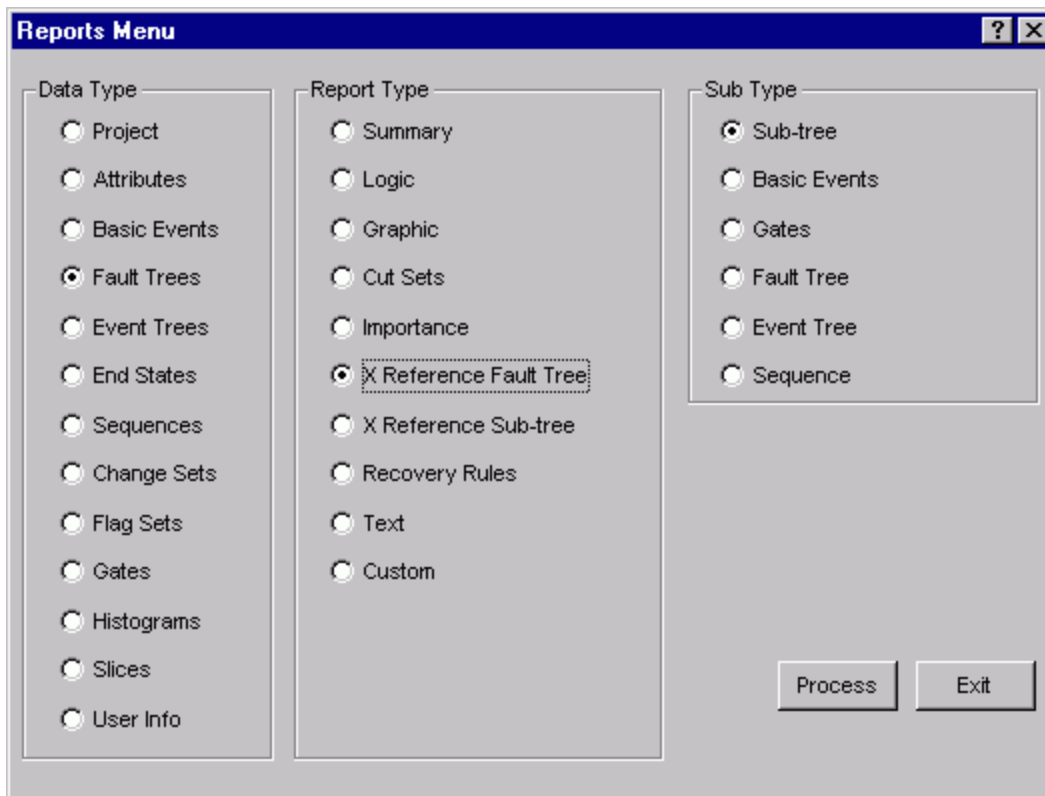 Reports Menu
Data Type
Project
Attributes
Basic Events
Fault Trees
Event Trees
End States
Sequences
Change Sets
Flag Sets
Gates
Histograms
Slices
User Info
Report Type
Summary
Logic
Graphic
Cut Sets
Importance
X Reference Fault Tree
X Reference Sub-tree
Recovery Rules
Text
Custom
Sub Type
Sub-tree
Basic Events
Gates
Fault Tree
Event Tree
Sequence
Process
Exit